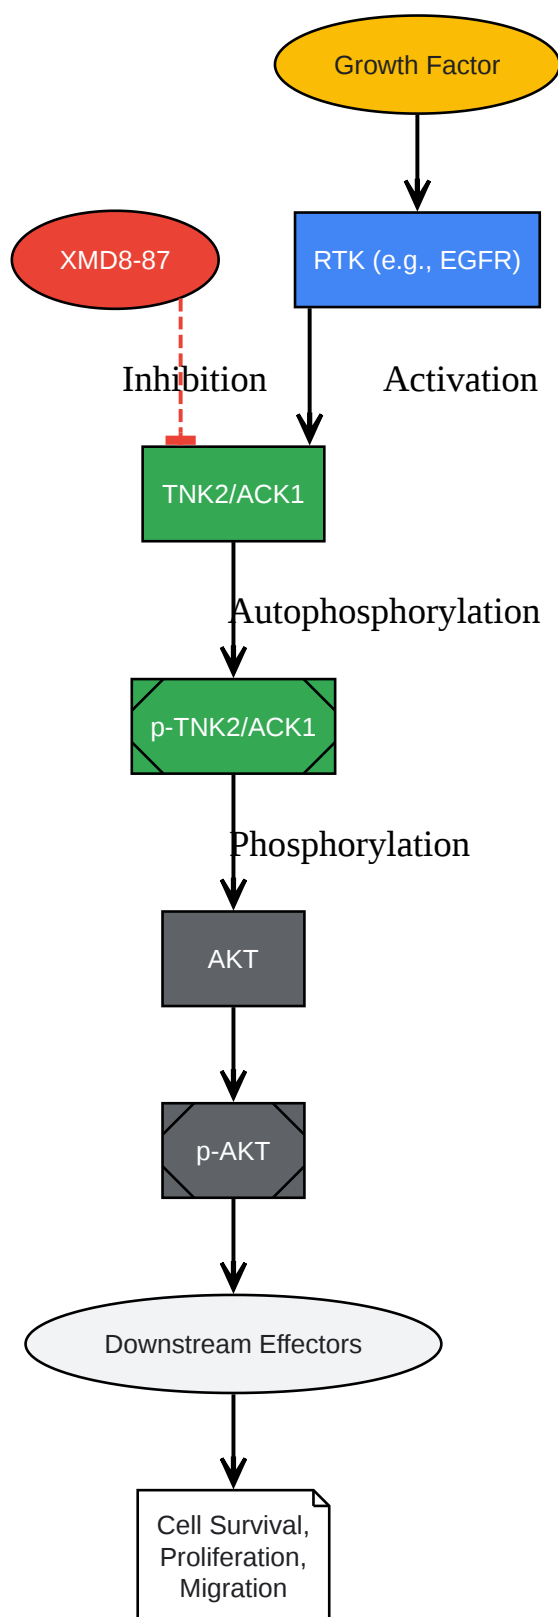 Growth Factor
XMD8-87
RTK (e.g., EGFR)
Inhibition
Activation
TNK2/ACK1
Autophosphorylation
p-TNK2/ACK1
Phosphorylation
AKT
p-AKT
Downstream Effectors
Cell Survival,
Proliferation,
Migration